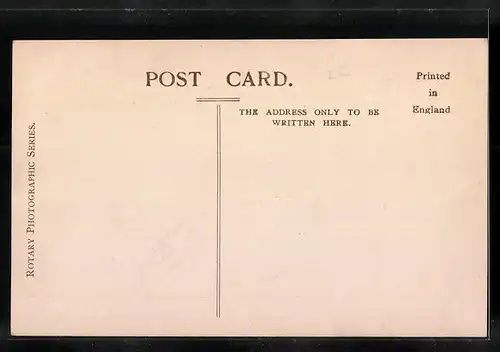 POST CARD.
Printed
in
England
THE ADDRESS ONLY TO BE
WRITTEN HERE.
ROTARY PHOTOGRAPHIC SERIES.